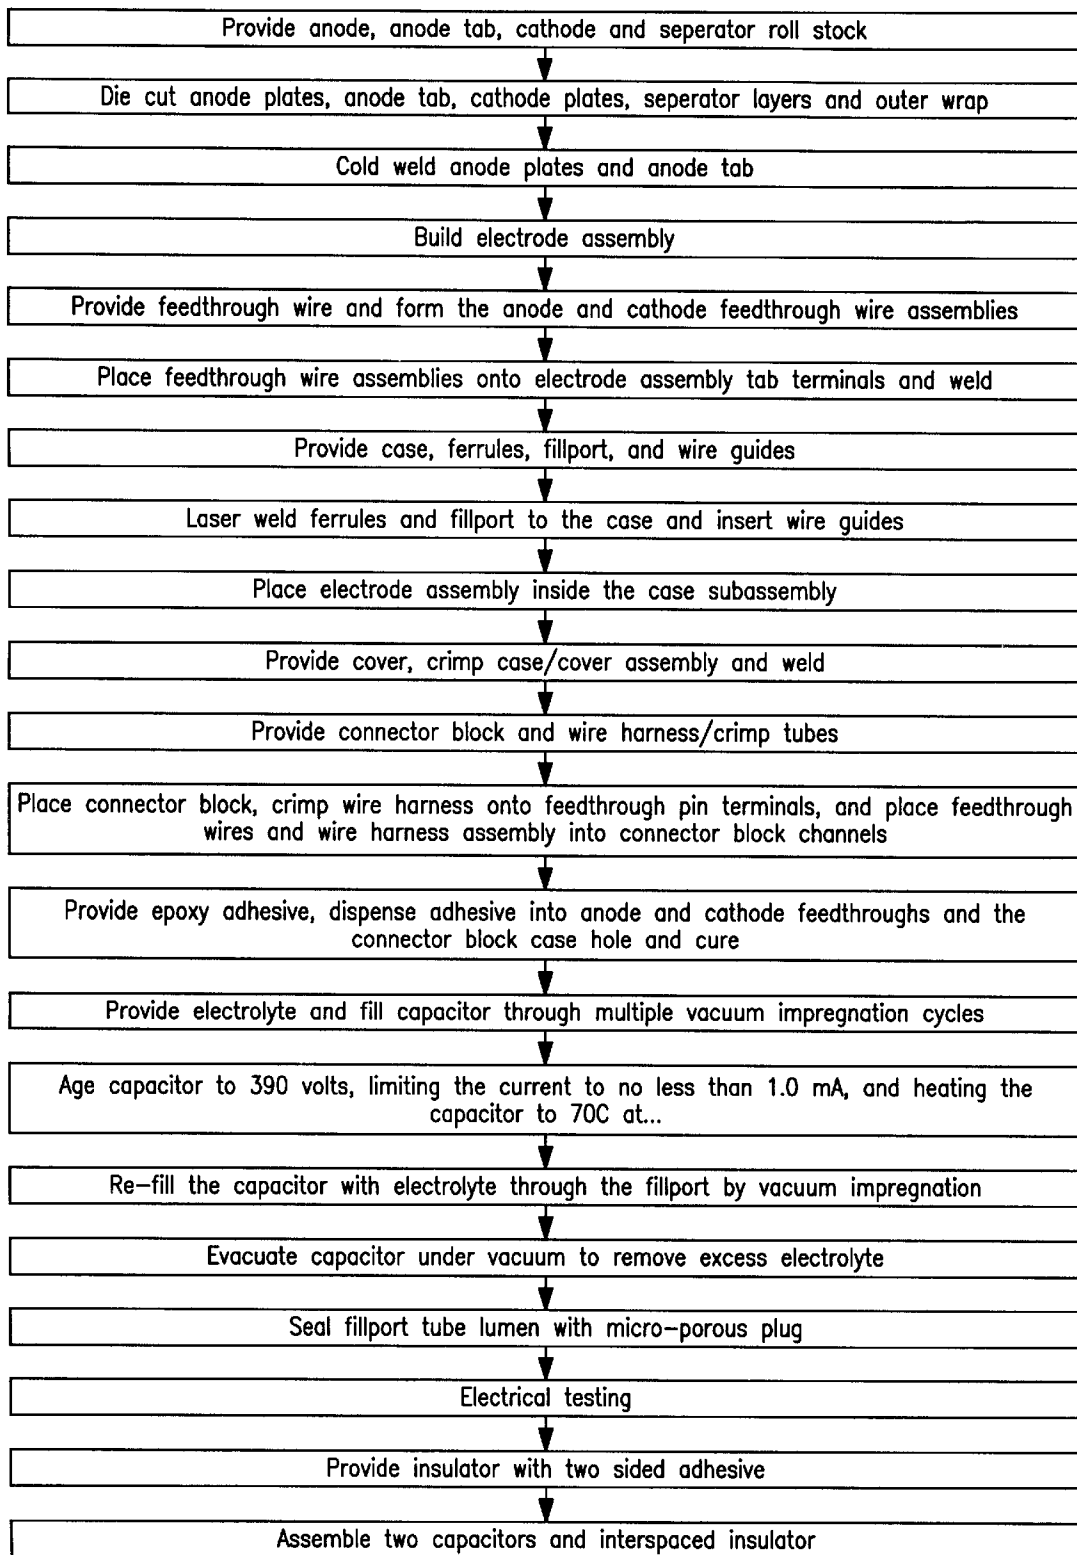 Provide anode, anode tab, cathode and seperator roll stock
Die cut anode plates, anode tab, cathode plates, seperator layers and outer wrap
Cold weld anode plates and anode tab
Build electrode assembly
Provide feedthrough wire and form the anode and cathode feedthrough wire assemblies
Place feedthrough wire assemblies onto electrode assembly tab terminals and weld
Provide case, ferrules, fillport, and wire guides
Laser weld ferrules and fillport to the case and insert wire guides
Place electrode assembly inside the case subassembly
Provide cover, crimp case/cover assembly and weld
Provide connector block and wire harness/crimp tubes
Place connector block, crimp wire harness onto feedthrough pin terminals, and place feedthrough
wires and wire harness assembly into connector block channels
Provide epoxy adhesive, dispense adhesive into anode and cathode feedthroughs and the
connector block case hole and cure
Provide electrolyte and fill capacitor through multiple vacuum impregnation cycles
Age capacitor to 390 volts, limiting the current to no less than 1.0 mA, and heating the
capacitor to 70C at...
Re-fill the capacitor with electrolyte through the fillport by vacuum impregnation
Evacuate capacitor under vacuum to remove excess electrolyte
Seal fillport tube lumen with micro-porous plug
Electrical testing
Provide insulator with two sided adhesive
Assemble two capacitors and interspaced insulator